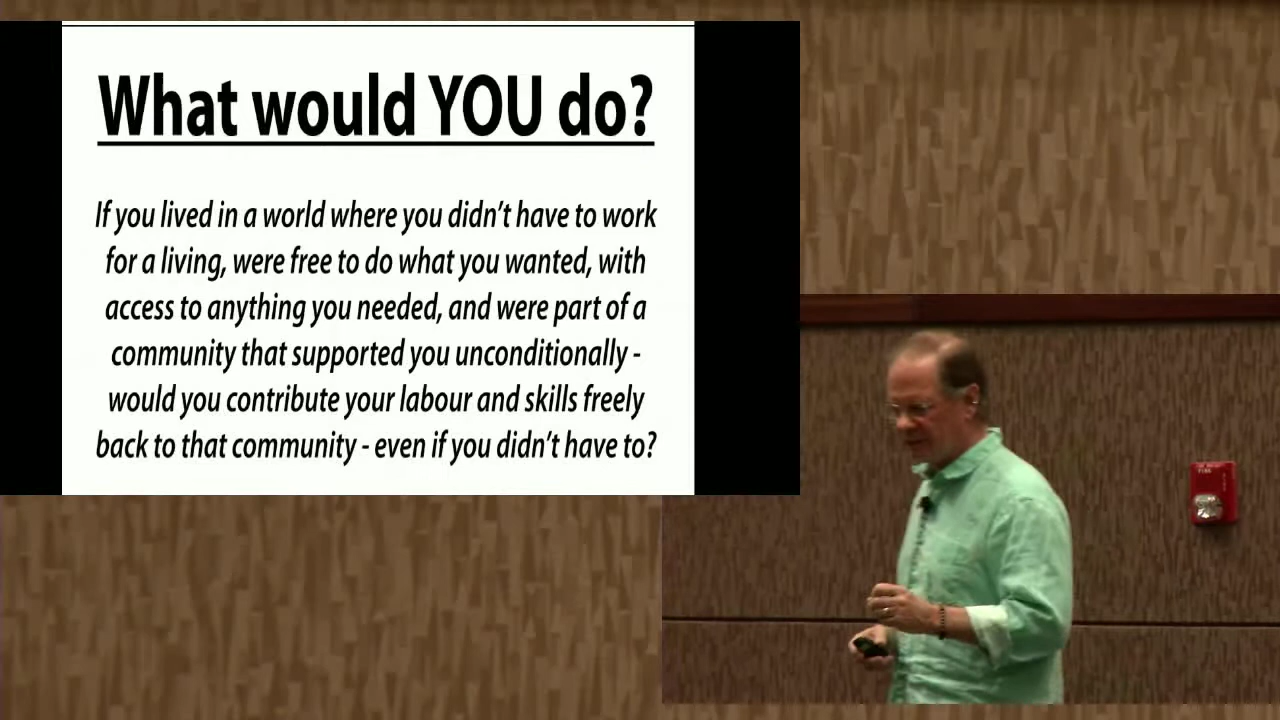 What would YOU do?
If you lived in a world where you didn't have to work
for a living, were free to do what you wanted, with
access to anything you needed, and were part of a
community that supported you unconditionally -
would you contribute your labour and skills freely
back to that community - even if you didn't have to?